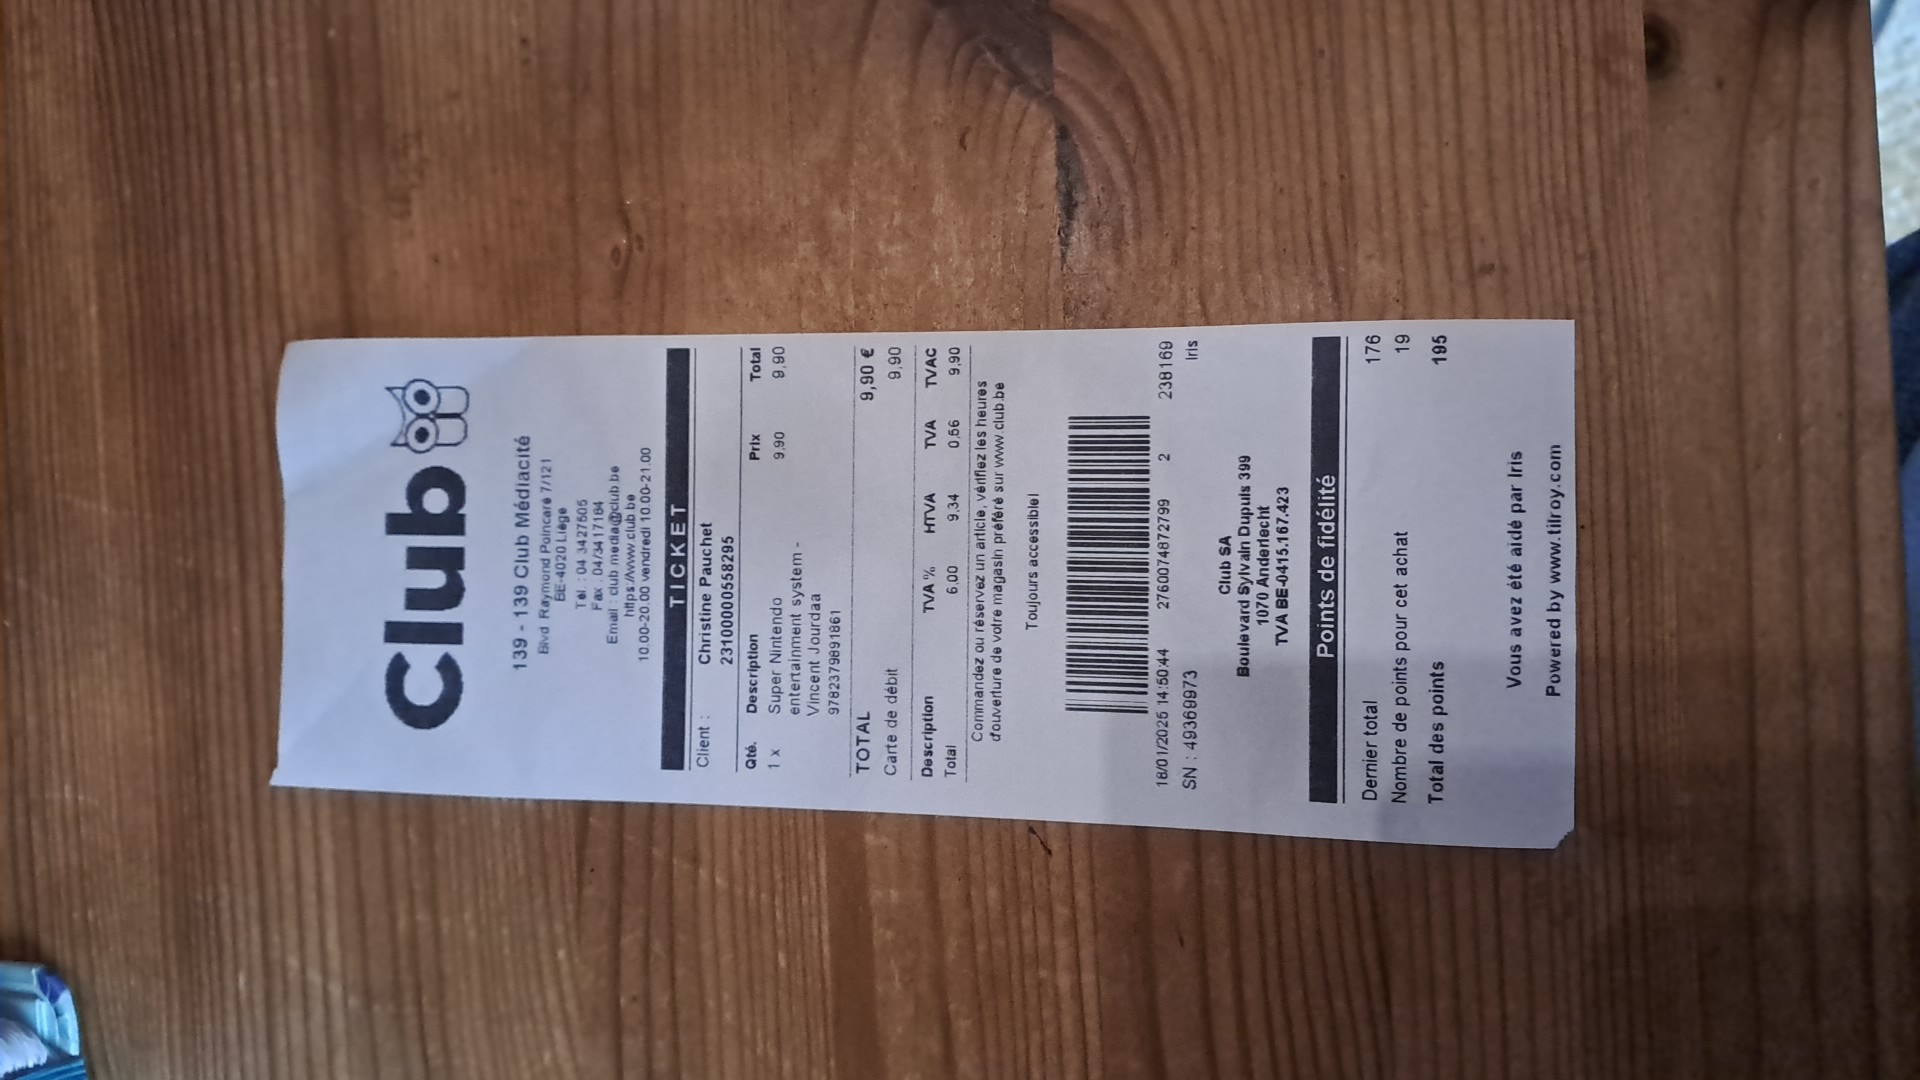 Club
139 - 139 Club Médiacité
Blvd Raymond Poincaré 7/121
BE-4020 Liège
Tel. : 04 3427505
Fax : 04/3417184
Email : club media@club be
https://www.club be
10.00-20.00 vendredi 10.00-21.00
TICKET
Client : Christine Pauchet
2310000558295
Qté. Description Prix Total
1 x Super Nintendo 9,90 9,90
entertainment system -
Vincent Jourdaa
9782379891861
TOTAL 9,90 €
Carte de débit 9,90
Description TVA % HTVA TVA TVAC
Total 6,00 9,34 0,56 9,90
Commandez ou réservez un article, vérifiez les heures
d'ouverture de votre magasin préféré sur www.club.be
Toujours accessible!
18/01/2025 14:50:44 2760074872799 2 238169
SN : 49369973 Iris
Club SA
Boulevard Sylvain Dupuis 399
1070 Anderlecht
TVA BE-0415.167.423
Points de fidélité
Dernier total 176
Nombre de points pour cet achat 19
Total des points 195
Vous avez été aidé par Iris
Powered by www.tilroy.com